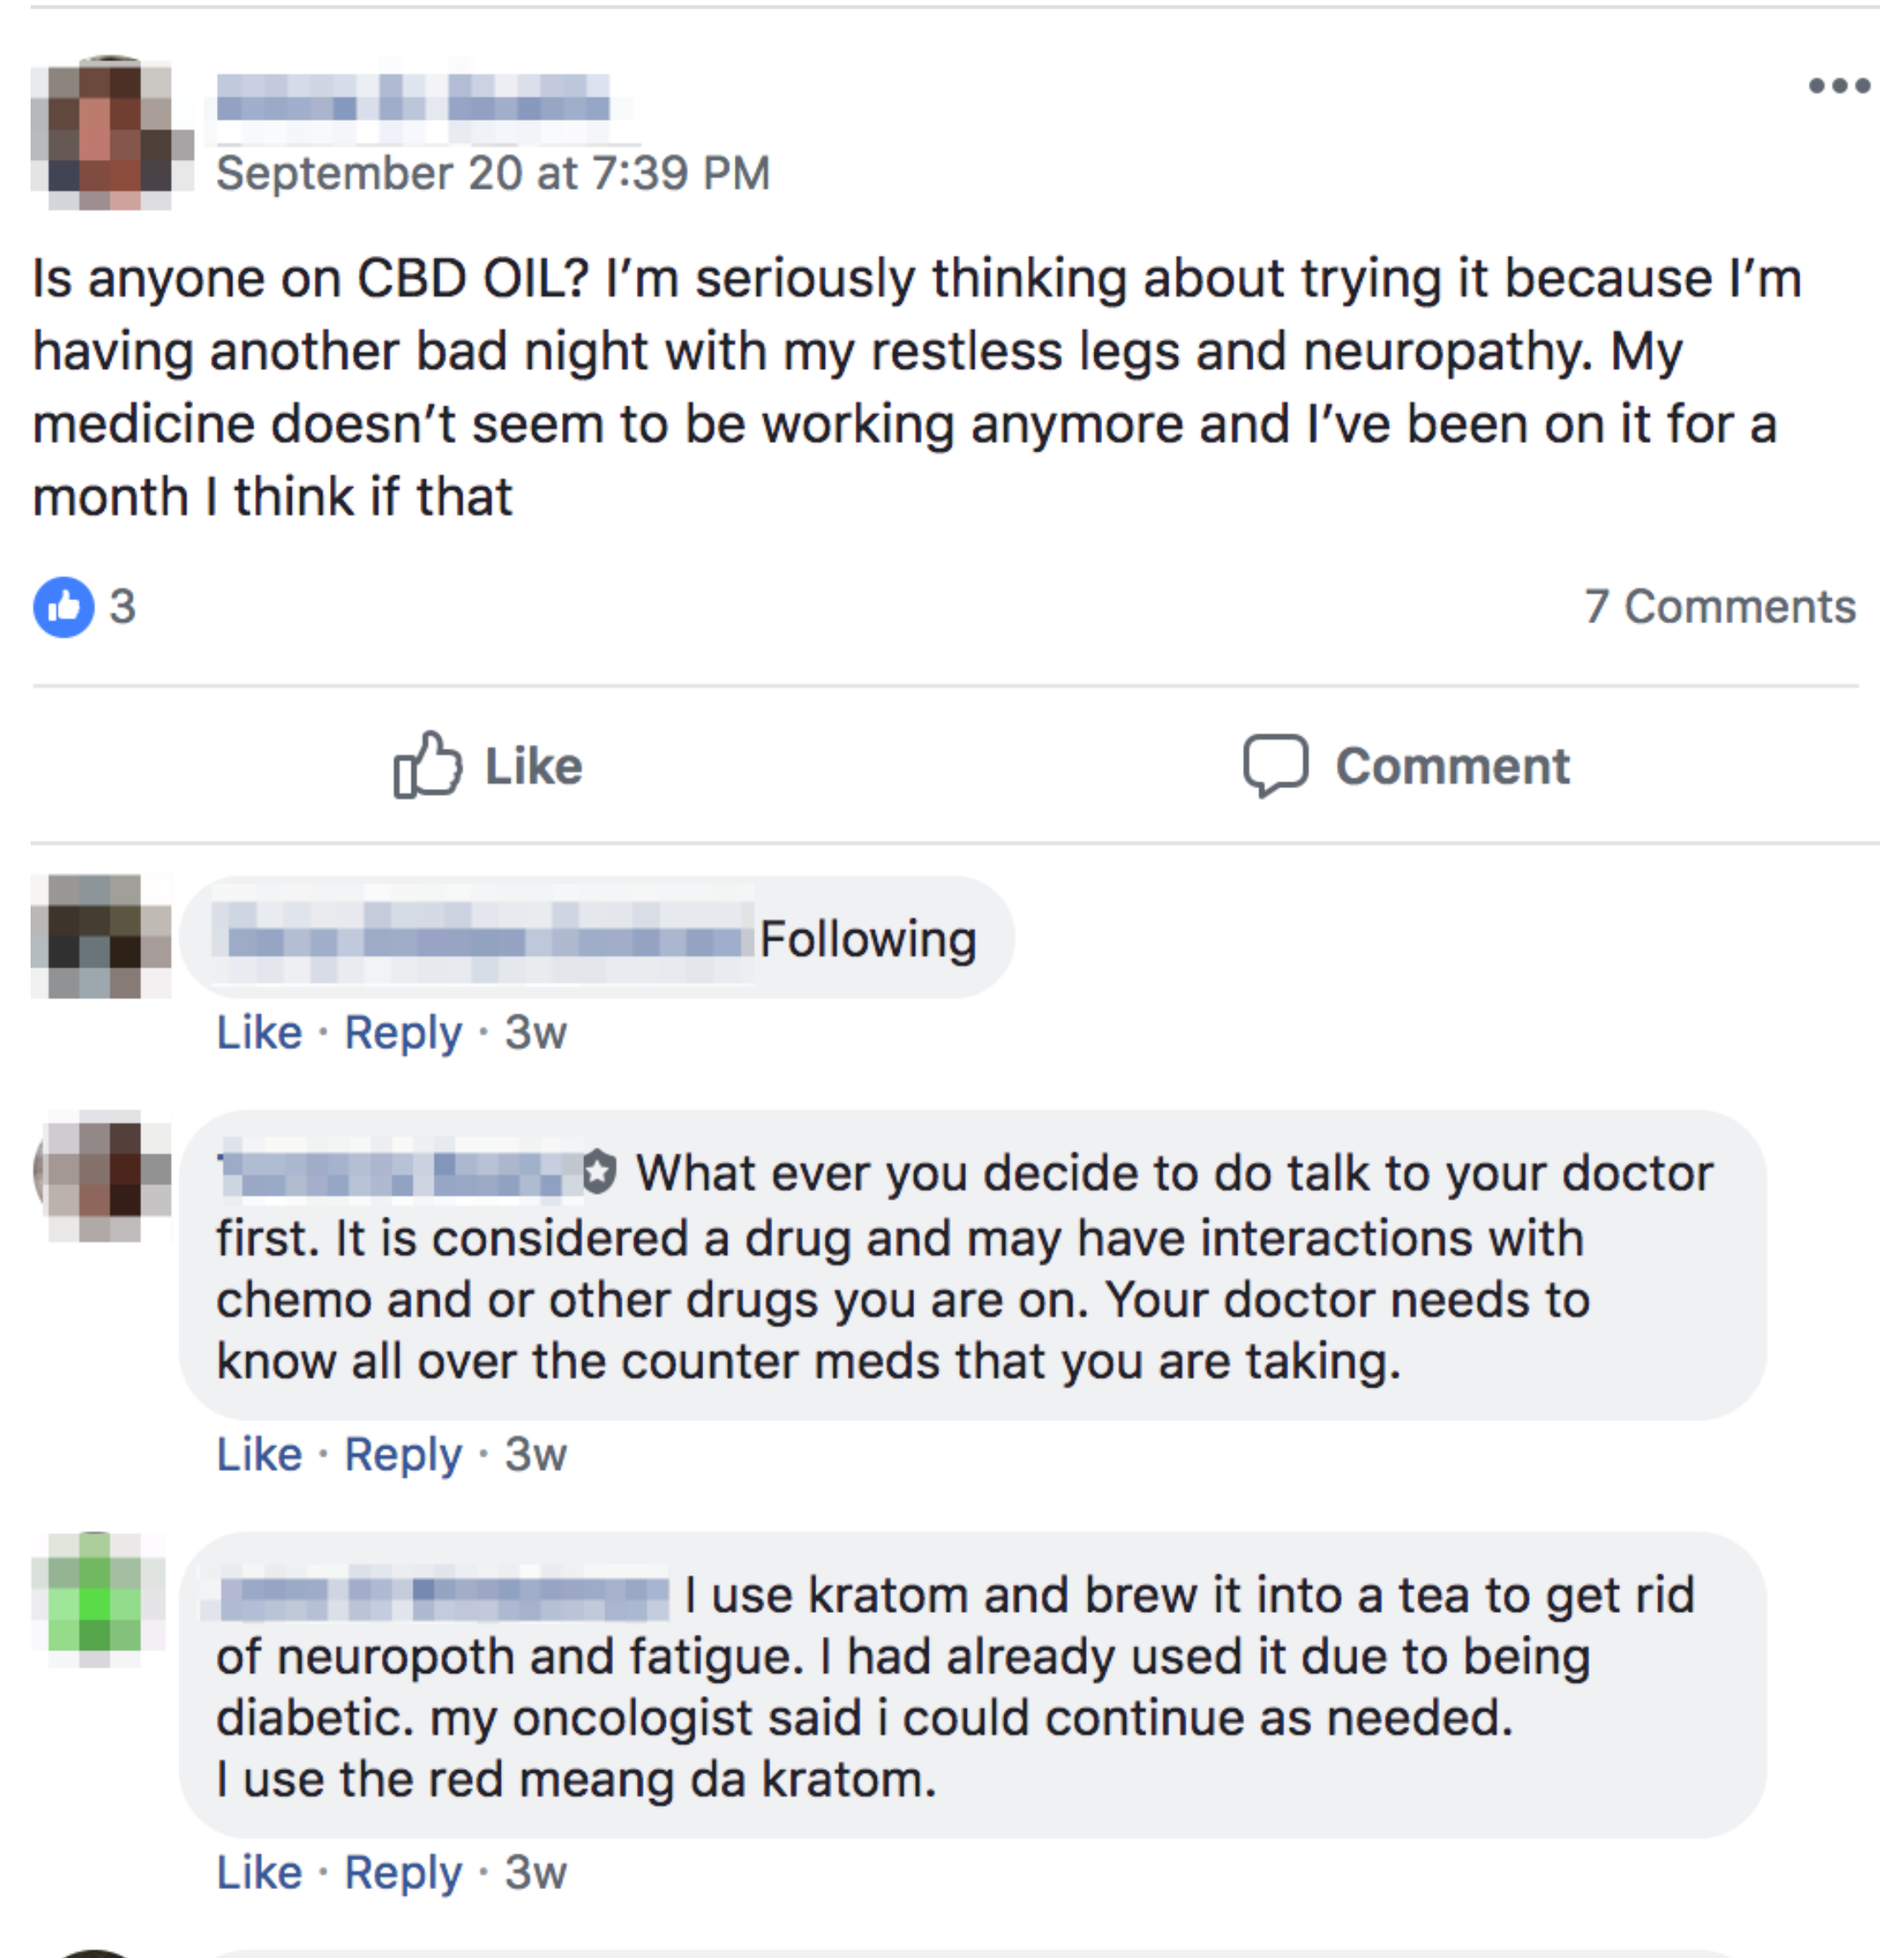 September 20 at 7:39 PM
Is anyone on CBD OIL? I'm seriously thinking about trying it because I'm
having another bad night with my restless legs and neuropathy. My
medicine doesn't seem to be working anymore and I've been on it for a
month I think if that
3
7 Comments
Like
Comment
Following
Like · Reply · 3w
What ever you decide to do talk to your doctor
first. It is considered a drug and may have interactions with
chemo and or other drugs you are on. Your doctor needs to
know all over the counter meds that you are taking.
Like · Reply · 3w
I use kratom and brew it into a tea to get rid
of neuropoth and fatigue. I had already used it due to being
diabetic. my oncologist said i could continue as needed.
I use the red meang da kratom.
Like · Reply · 3w